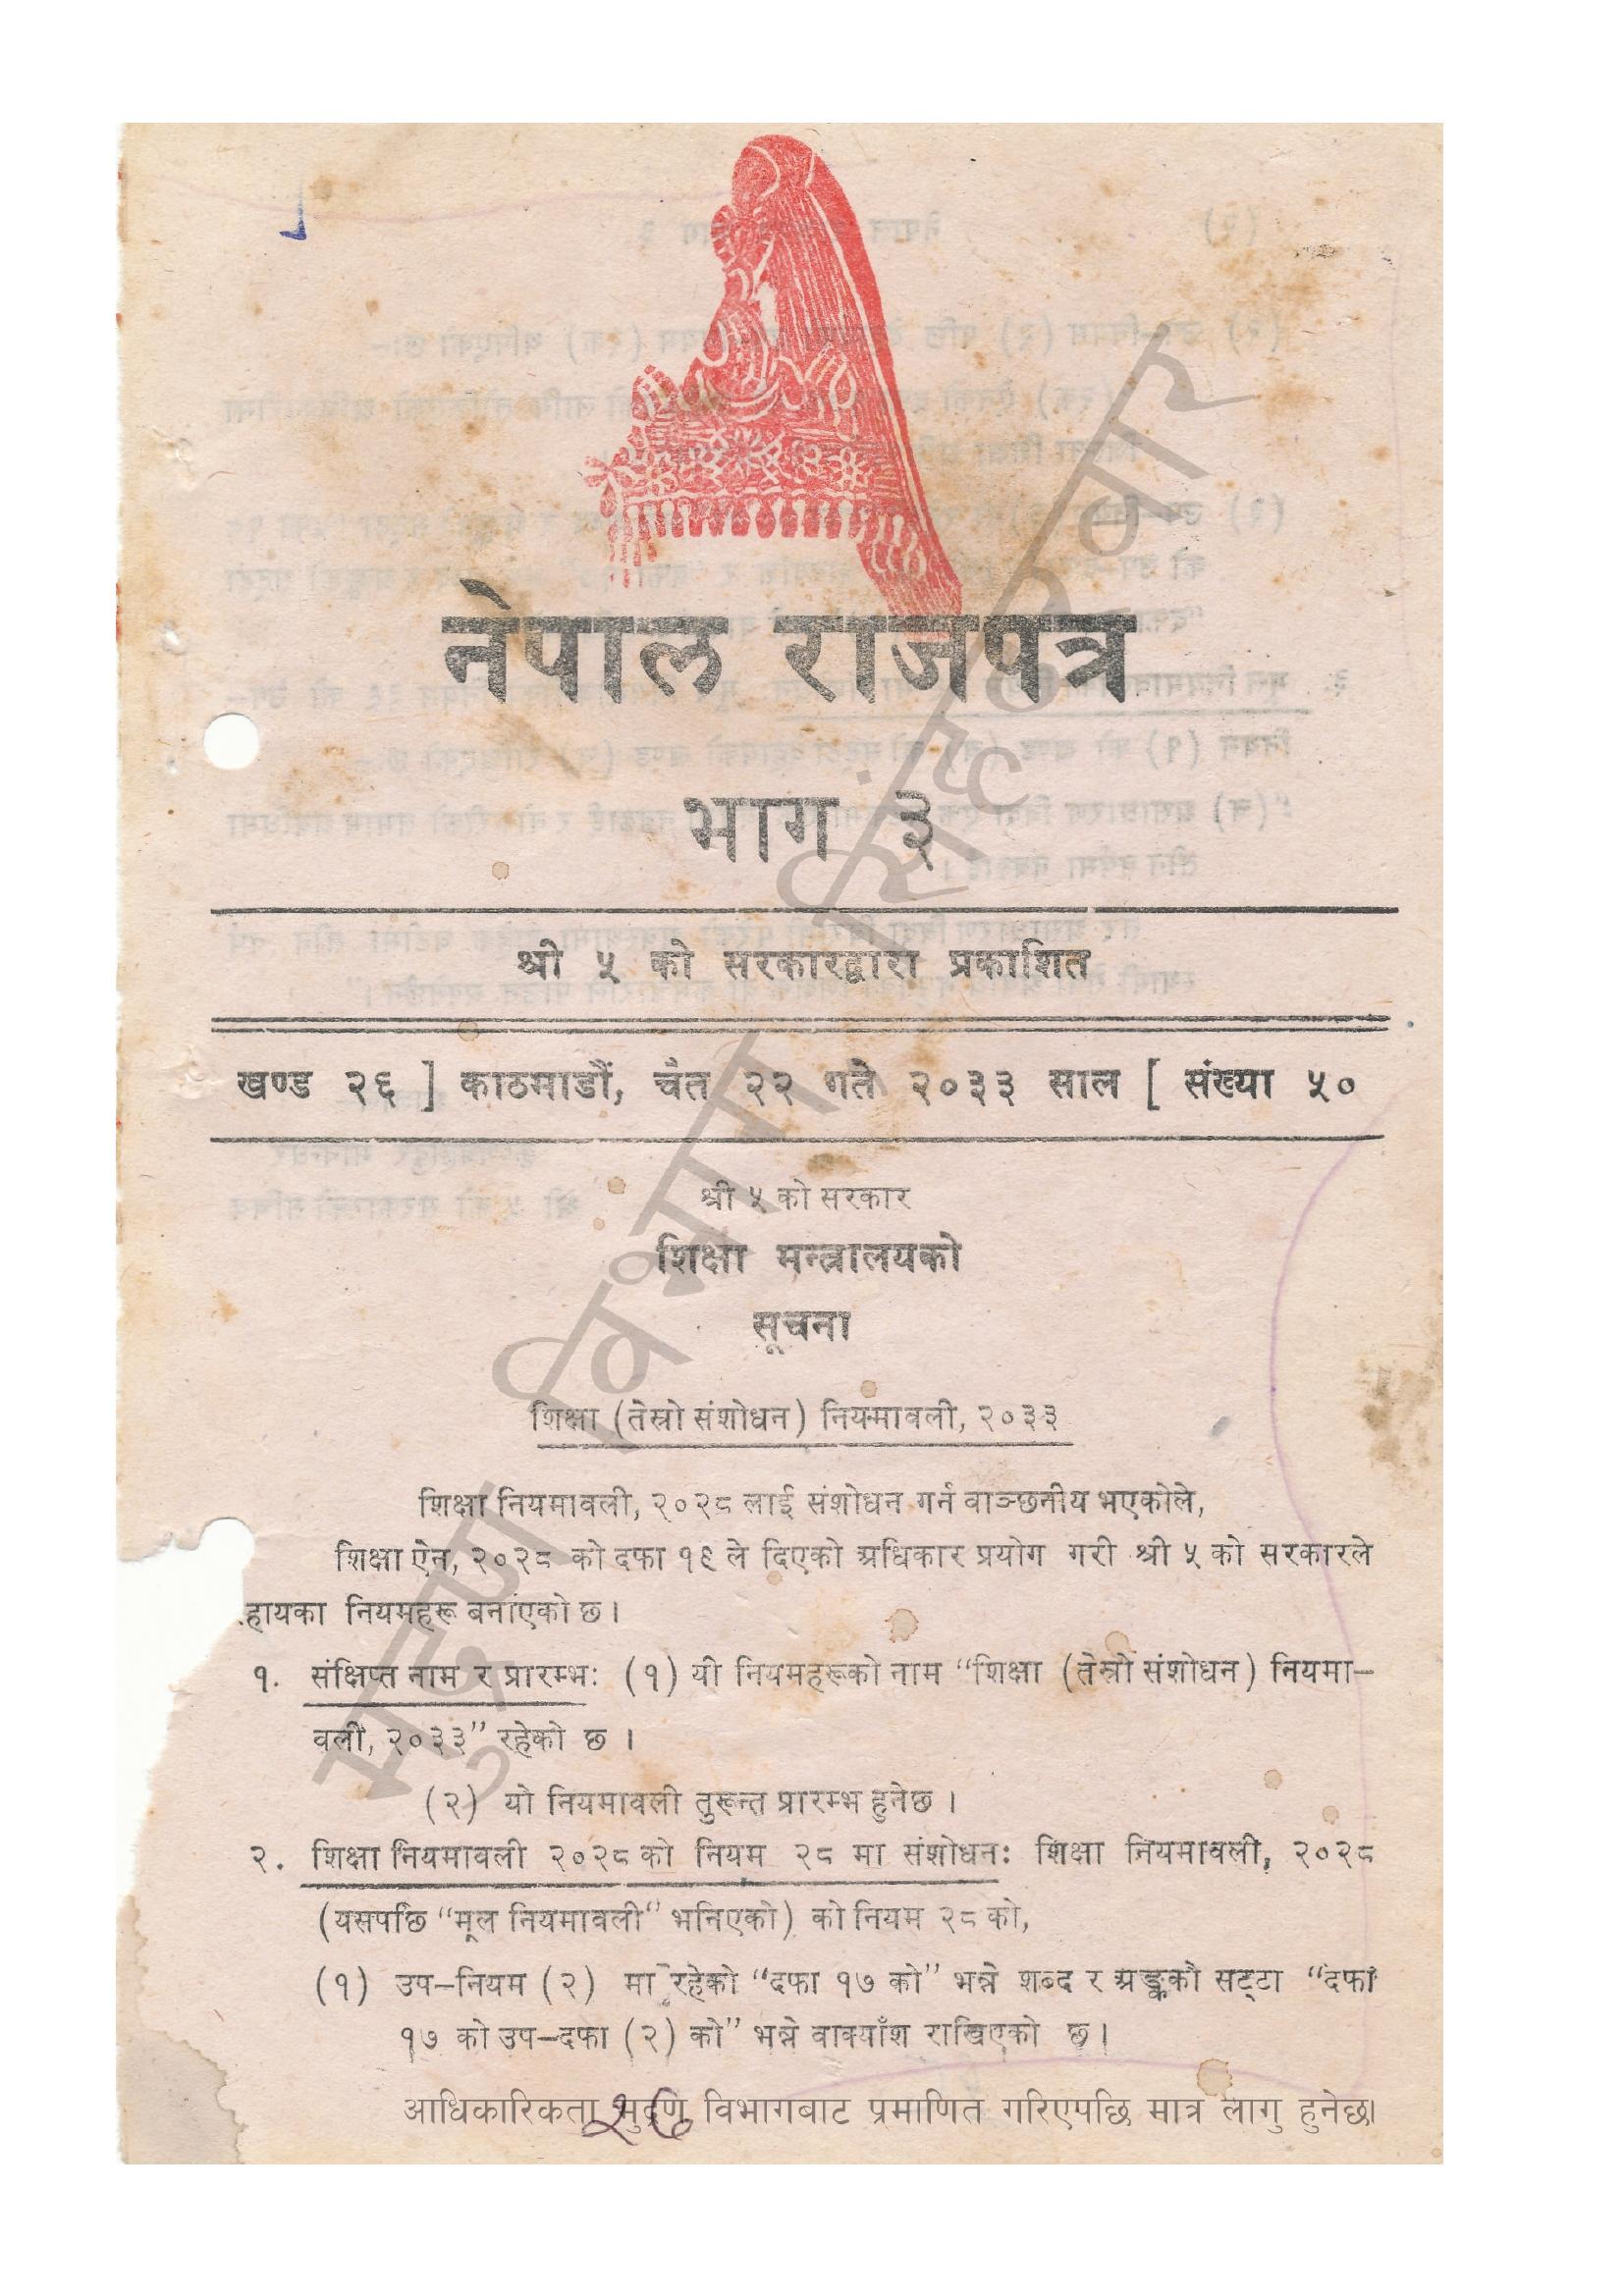 नेपाल राजपत्र
भाग ३
श्री ५ को सरकारद्वारा प्रकाशित
खण्ड २६ ] काठमाडौं, चैत २२ गते २०३३ साल [ संख्या ५०
श्री ५ को सरकार
शिक्षा मन्त्रालयको
सूचना
शिक्षा (तेस्रो संशोधन) नियमावली, २०३३
शिक्षा नियमावली, २०२८ लाई संशोधन गर्न वाञ्छनीय भएकोले,
शिक्षा ऐन, २०२८ को दफा १९ ले दिएको अधिकार प्रयोग गरी श्री ५ को सरकारले
हायका नियमहरू बनाएको छ।
१. संक्षिप्त नाम र प्रारम्भः (१) यी नियमहरूको नाम "शिक्षा (तेस्रो संशोधन) नियमा–
वली, २०३३" रहेको छ ।
(२) यो नियमावली तुरून्त प्रारम्भ हुनेछ ।
२. शिक्षा नियमावली २०२८ को नियम २८ मा संशोधनः शिक्षा नियमावली, २०२८
(यसपछि "मूल नियमावली" भनिएको) को नियम २८ को,
(१) उप–नियम (२) मा रहेको "दफा १७ को" भन्ने शब्द र अङ्कको सट्टा "दफा
१७ को उप–दफा (२) को" भन्ने वाक्याँश राखिएको छ।
आधिकारिकता मुद्रण विभागबाट प्रमाणित गरिएपछि मात्र लागु हुनेछ।
२७
मुद्रण विभाग सिंहदरबार